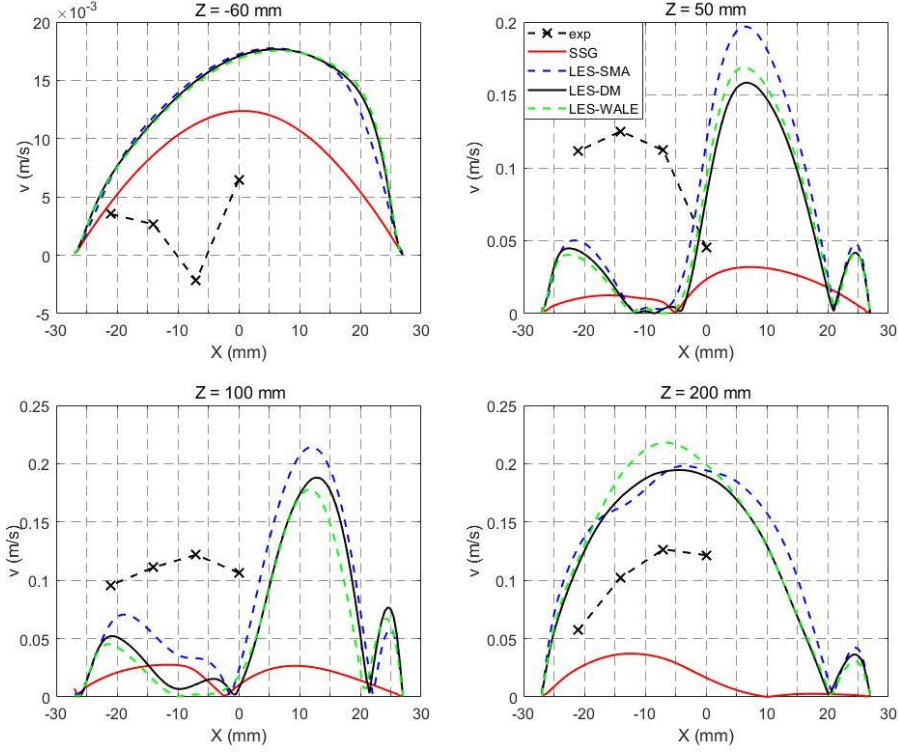 Z = -60 mm
×10⁻³
20
15
10
5
0
-5
v (m/s)
-30 -20 -10 0 10 20 30
X (mm)
Z = 50 mm
0.2
0.15
0.1
0.05
0
v (m/s)
exp
SSG
LES-SMA
LES-DM
LES-WALE
-30 -20 -10 0 10 20 30
X (mm)
Z = 100 mm
0.25
0.2
0.15
0.1
0.05
0
v (m/s)
-30 -20 -10 0 10 20 30
X (mm)
Z = 200 mm
0.25
0.2
0.15
0.1
0.05
0
v (m/s)
-30 -20 -10 0 10 20 30
X (mm)